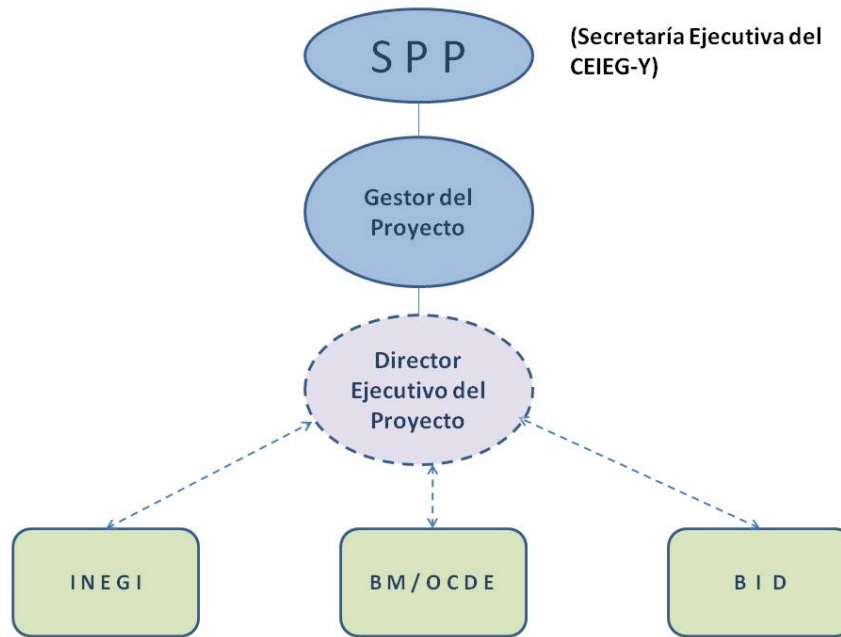 S P P
(Secretaría Ejecutiva del
CEIEG-Y)
Gestor del
Proyecto
Director
Ejecutivo del
Proyecto
I N E G I
B M / O C D E
B I D